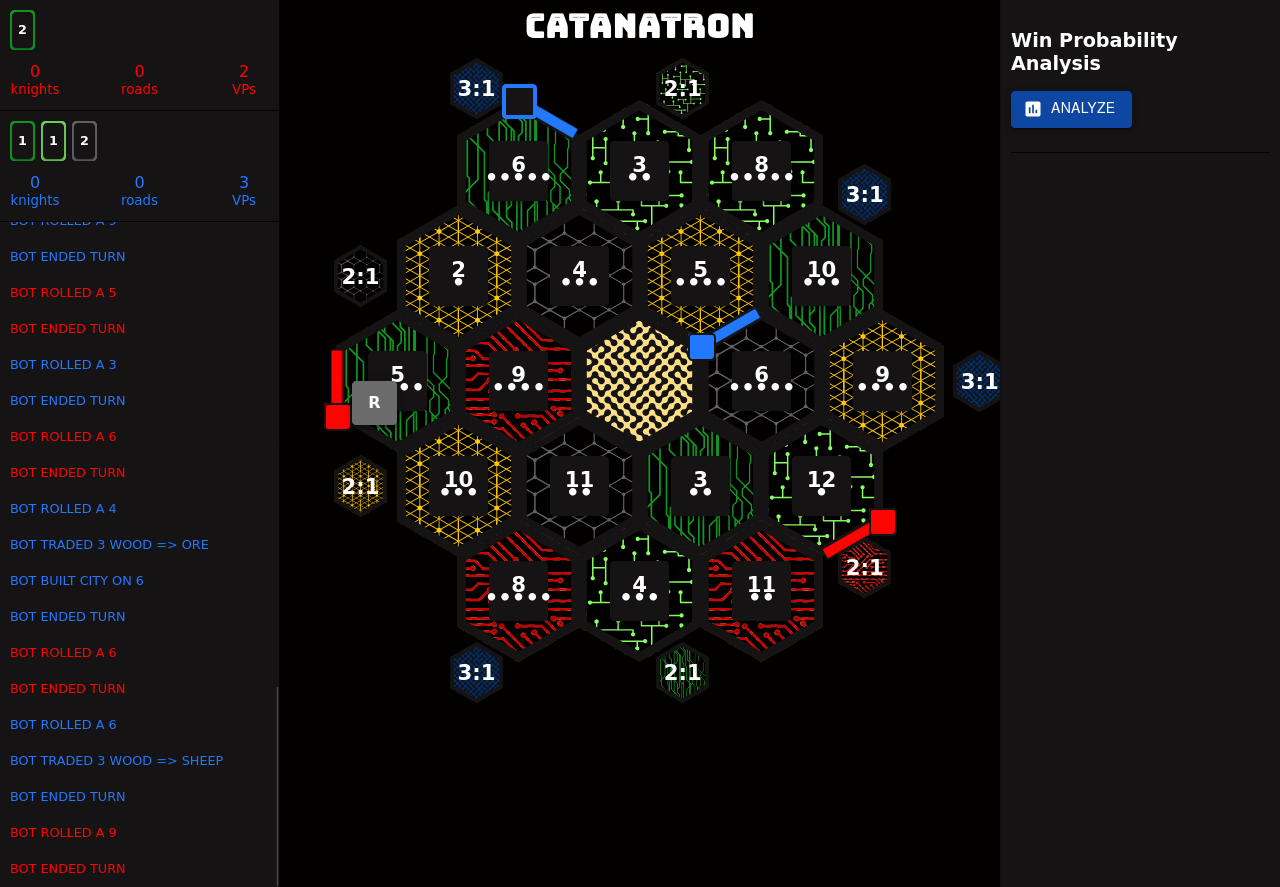 CATANATRON
2
0 0 2
knights roads VPs
1 1 2
0 0 3
knights roads VPs
BOT ENDED TURN
BOT ROLLED A 5
BOT ENDED TURN
BOT ROLLED A 3
BOT ENDED TURN
BOT ROLLED A 6
BOT ENDED TURN
BOT ROLLED A 4
BOT TRADED 3 WOOD => ORE
BOT BUILT CITY ON 6
BOT ENDED TURN
BOT ROLLED A 6
BOT ENDED TURN
BOT ROLLED A 6
BOT TRADED 3 WOOD => SHEEP
BOT ENDED TURN
BOT ROLLED A 9
BOT ENDED TURN
3:1 2:1
6 3 8
3:1
2:1 2 4 5 10
5 9 6 9 3:1
R
2:1 10 11 3 12
2:1
8 4 11
3:1 2:1
Win Probability
Analysis
ANALYZE